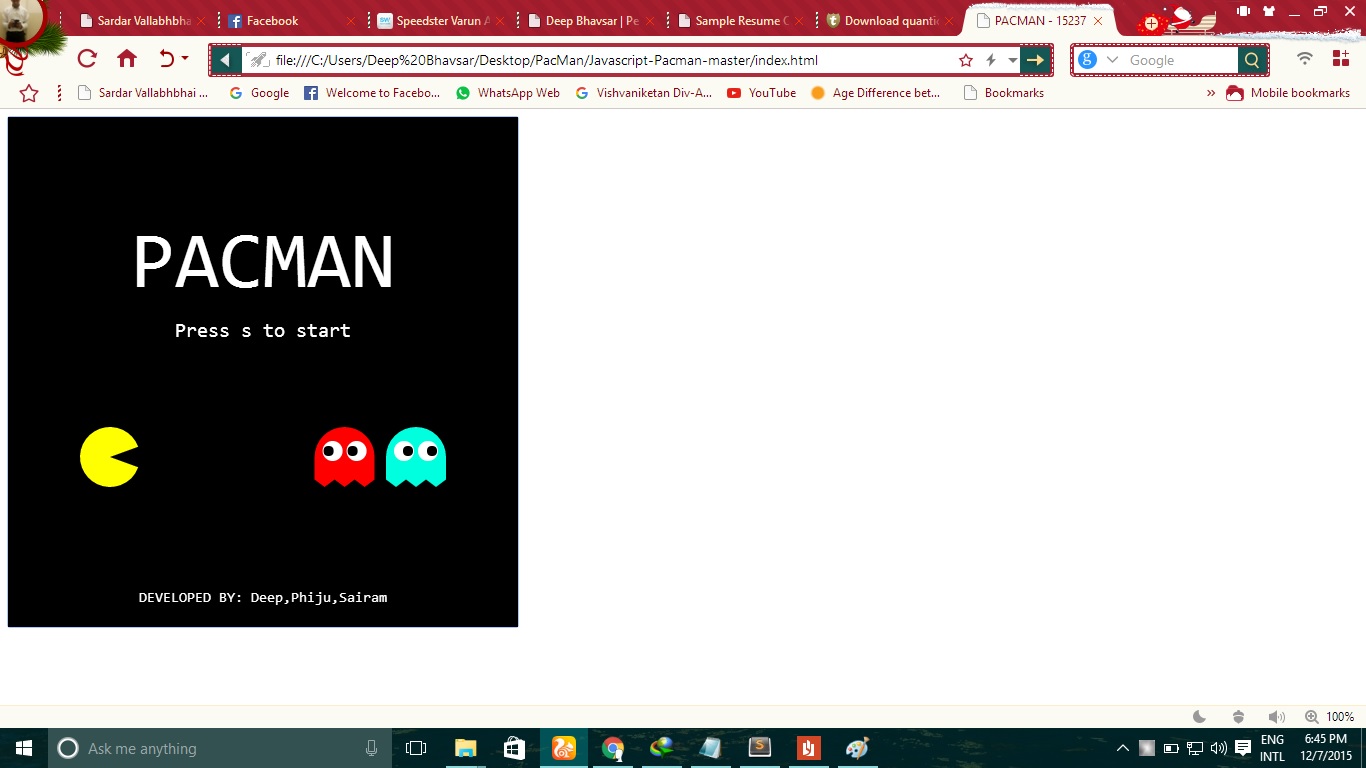 Sardar Vallabhbha
Facebook
Speedster Varun A
Deep Bhavsar | Pe
Sample Resume
Download quantic
PACMAN - 15237
file:///C:/Users/Deep%20Bhavsar/Desktop/PacMan/Javascript-Pacman-master/index.html
g Google
Sardar Vallabhbhai ...
G Google
f Welcome to Facebo...
WhatsApp Web
G Vishvaniketan Div-A...
YouTube
Age Difference bet...
Bookmarks
»
Mobile bookmarks
PACMAN
Press s to start
DEVELOPED BY: Deep,Phiju,Sairam
100%
Ask me anything
ENG
INTL
6:45 PM
12/7/2015